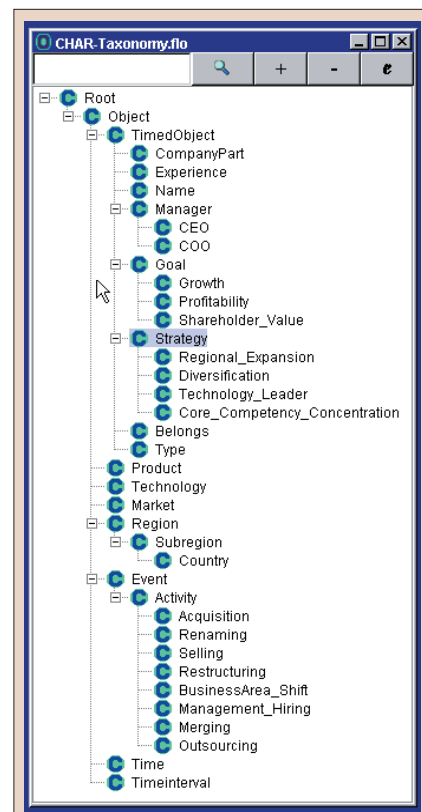 CHAR-Taxonomy.flo
+ - e
Root
Object
TimedObject
CompanyPart
Experience
Name
Manager
CEO
COO
Goal
Growth
Profitability
Shareholder_Value
Strategy
Regional_Expansion
Diversification
Technology_Leader
Core_Competency_Concentration
Belongs
Type
Product
Technology
Market
Region
Subregion
Country
Event
Activity
Acquisition
Renaming
Selling
Restructuring
BusinessArea_Shift
Management_Hiring
Merging
Outsourcing
Time
Timeinterval